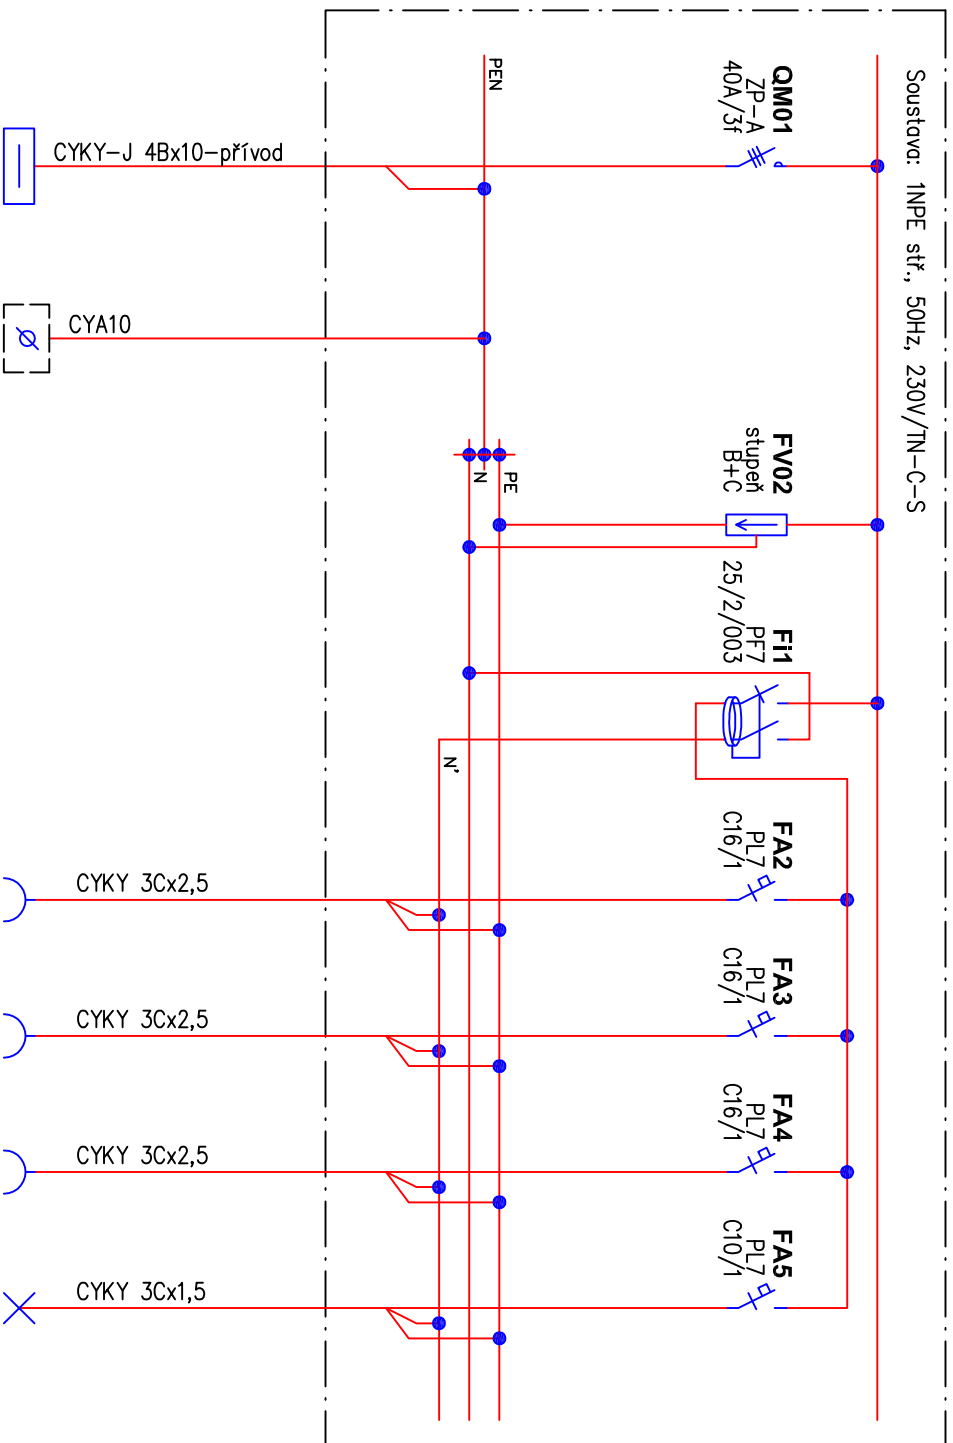 Soustava: 1NPE stř., 50Hz, 230V/TN-C-S
QM01
ZP-A
40A/3f
PEN
CYKY-J 4Bx10-přívod
CYA10
FV02
stupeň
B+C
PE
N
Fi1
PF7
25/2/003
N'
FA2
PL7
C16/1
CYKY 3Cx2,5
FA3
PL7
C16/1
CYKY 3Cx2,5
FA4
PL7
C16/1
CYKY 3Cx2,5
FA5
PL7
C10/1
CYKY 3Cx1,5